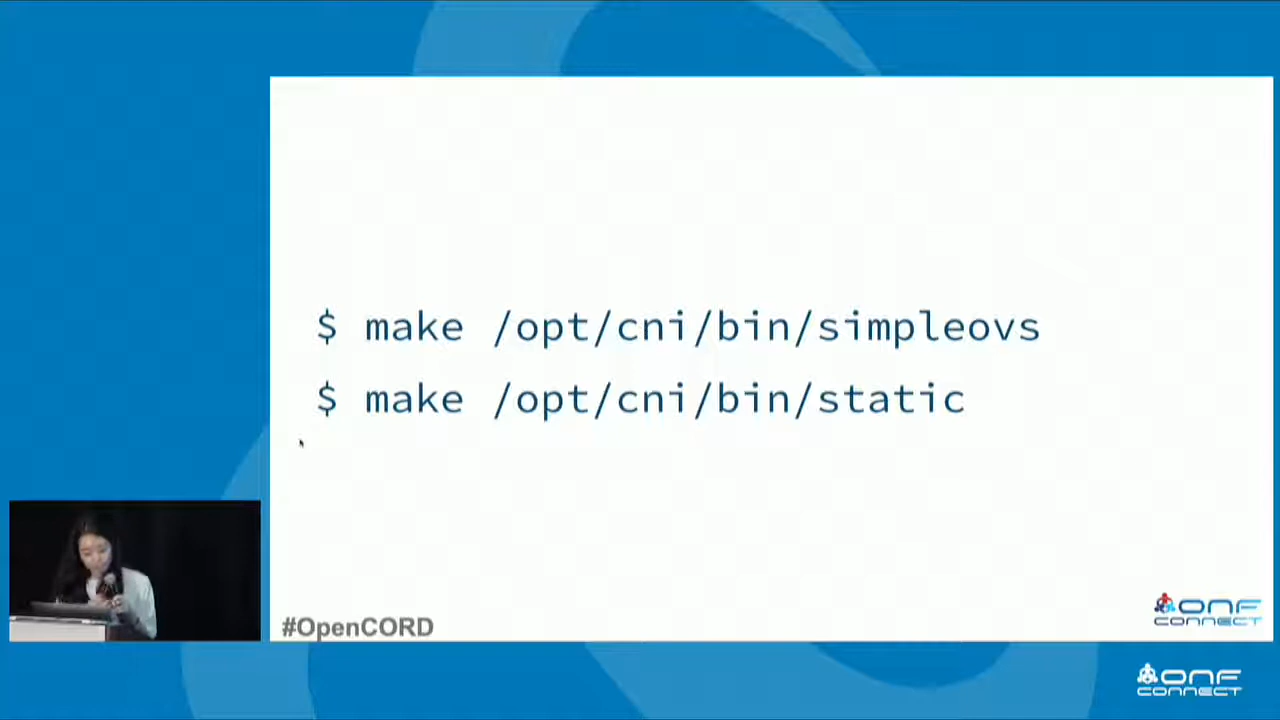 $ make /opt/cni/bin/simpleovs
$ make /opt/cni/bin/static
#OpenCORD
ONF
CONNECT
ONF
CONNECT